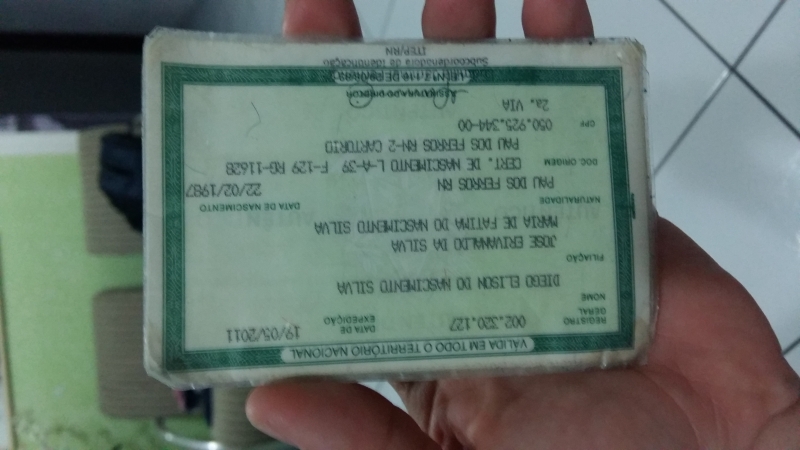 VÁLIDA EM TODO O TERRITÓRIO NACIONAL
REGISTRO GERAL 002.320.127 DATA DE EXPEDIÇÃO 19/05/2011
NOME
DIEGO ELISON DO NASCIMENTO SILVA
FILIAÇÃO
JOSE ERIVANALDO DA SILVA
MARIA DE FATIMA DO NASCIMENTO SILVA
NATURALIDADE DATA DE NASCIMENTO
PAU DOS FERROS RN 22/02/1987
DOC. ORIGEM CERT. DE NASCIMENTO L-A-39 F-129 RG-11628
PAU DOS FERROS RN-2 CARTORIO
CPF 050.925.344-00
2a. VIA
ASSINATURA DO DIRETOR
LEI Nº 7.116 DE 29/08/83
Subcoordenadora de Identificação
ITEP/RN